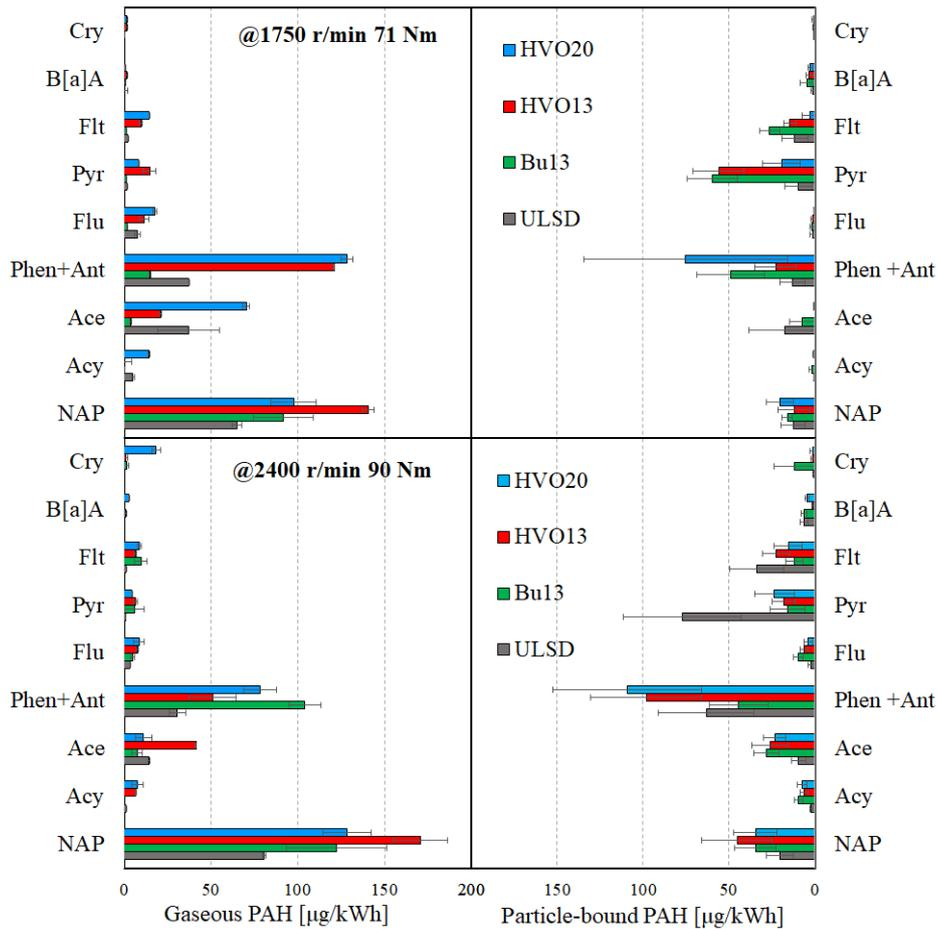 Cry
@1750 r/min 71 Nm
Cry
B[a]A
HVO20
B[a]A
Flt
HVO13
Flt
Pyr
Bu13
Pyr
Flu
ULSD
Flu
Phen+Ant
Phen +Ant
Ace
Ace
Acy
Acy
NAP
NAP
Cry
@2400 r/min 90 Nm
Cry
B[a]A
HVO20
B[a]A
Flt
HVO13
Flt
Pyr
Bu13
Pyr
Flu
ULSD
Flu
Phen+Ant
Phen +Ant
Ace
Ace
Acy
Acy
NAP
NAP
0 50 100 150 200 150 100 50 0
Gaseous PAH [µg/kWh] Particle-bound PAH [µg/kWh]